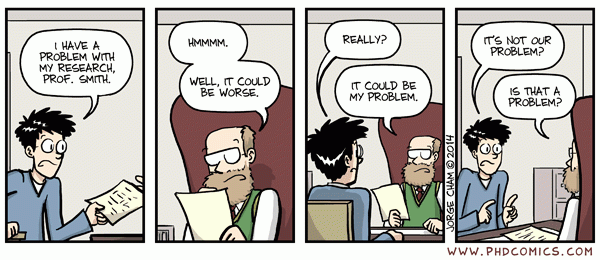 I HAVE A
PROBLEM WITH
MY RESEARCH,
PROF. SMITH.
HMMMM.
WELL, IT COULD
BE WORSE.
REALLY?
IT COULD BE
MY PROBLEM.
IT'S NOT OUR
PROBLEM?
IS THAT A
PROBLEM?
JORGE CHAM © 2014
WWW.PHDCOMICS.COM